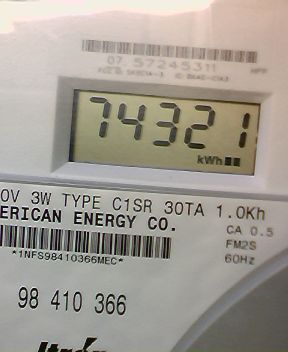 07 57245311
74321
kWh
0V 3W TYPE C1SR 30TA 1.0Kh
ERICAN ENERGY CO.
CA 0.5
FM2S
60Hz
*1NFS98410366MEC*
98 410 366
Itrón